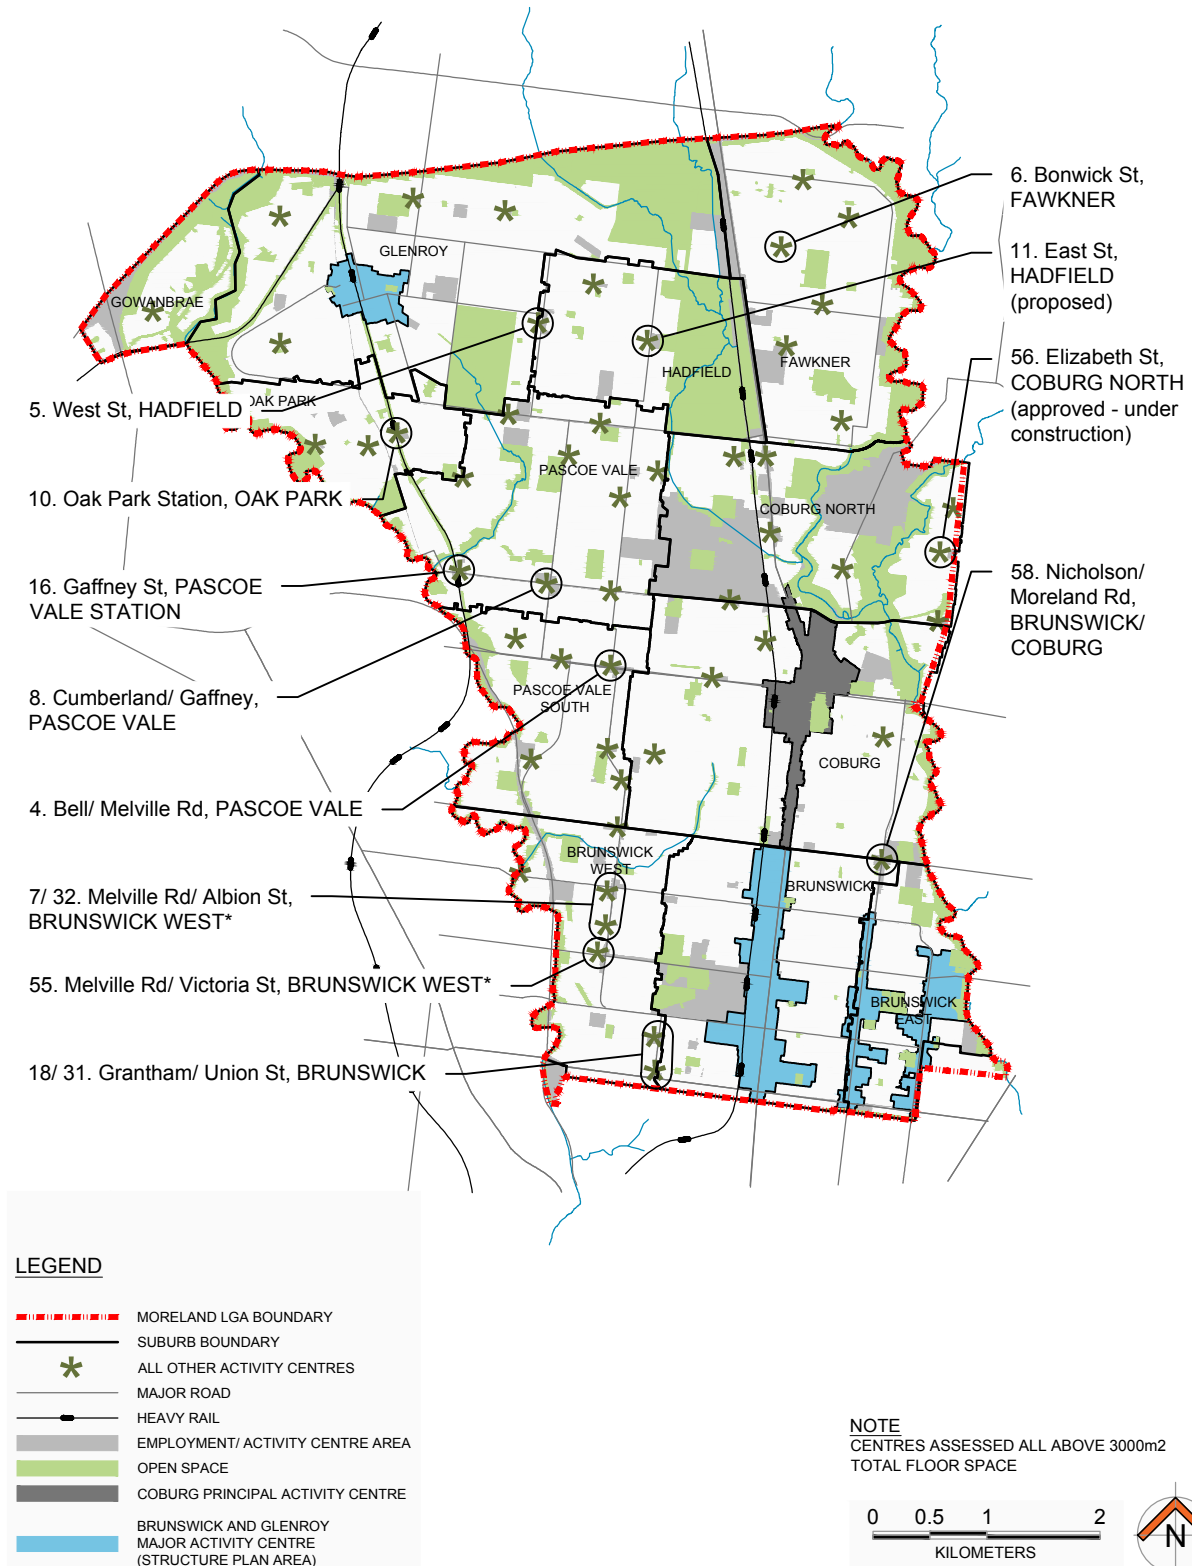 6. Bonwick St,
FAWKNER
11. East St,
HADFIELD
(proposed)
56. Elizabeth St,
COBURG NORTH
(approved - under
construction)
58. Nicholson/
Moreland Rd,
BRUNSWICK/
COBURG
5. West St, HADFIELD
10. Oak Park Station, OAK PARK
16. Gaffney St, PASCOE
VALE STATION
8. Cumberland/ Gaffney,
PASCOE VALE
4. Bell/ Melville Rd, PASCOE VALE
7/ 32. Melville Rd/ Albion St,
BRUNSWICK WEST*
55. Melville Rd/ Victoria St, BRUNSWICK WEST*
18/ 31. Grantham/ Union St, BRUNSWICK
GLENROY
GOWANBRAE
HADFIELD
FAWKNER
OAK PARK
PASCOE VALE
COBURG NORTH
PASCOE VALE
SOUTH
COBURG
BRUNSWICK
WEST
BRUNSWICK
BRUNSWICK
EAST
LEGEND
MORELAND LGA BOUNDARY
SUBURB BOUNDARY
ALL OTHER ACTIVITY CENTRES
MAJOR ROAD
HEAVY RAIL
EMPLOYMENT/ ACTIVITY CENTRE AREA
OPEN SPACE
COBURG PRINCIPAL ACTIVITY CENTRE
BRUNSWICK AND GLENROY
MAJOR ACTIVITY CENTRE
(STRUCTURE PLAN AREA)
NOTE
CENTRES ASSESSED ALL ABOVE 3000m2
TOTAL FLOOR SPACE
0 0.5 1 2
KILOMETERS
N